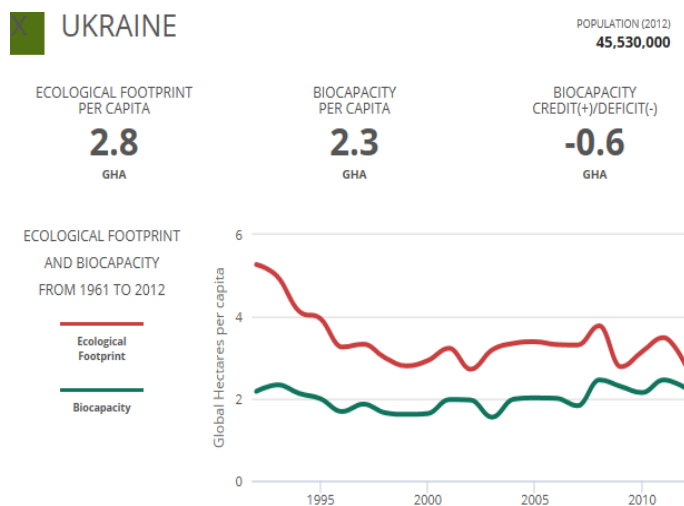 X UKRAINE
POPULATION (2012)
45,530,000
ECOLOGICAL FOOTPRINT
PER CAPITA
2.8
GHA
BIOCAPACITY
PER CAPITA
2.3
GHA
BIOCAPACITY
CREDIT(+)/DEFICIT(-)
-0.6
GHA
ECOLOGICAL FOOTPRINT
AND BIOCAPACITY
FROM 1961 TO 2012
Ecological
Footprint
Biocapacity
Global Hectares per capita
6
4
2
0
1995 2000 2005 2010